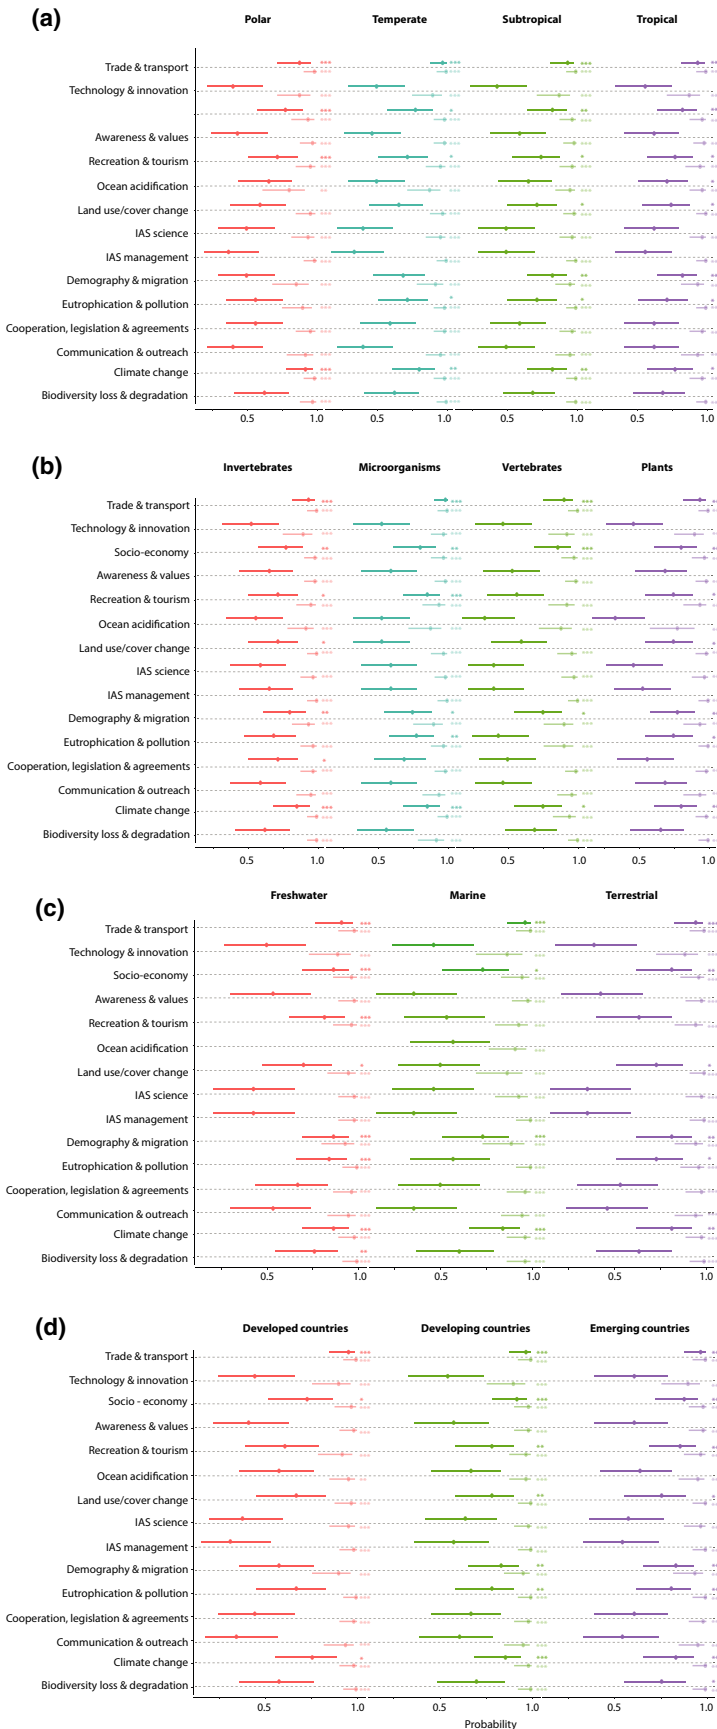 (a)
Polar Temperate Subtropical Tropical
Trade & transport
Technology & innovation
Awareness & values
Recreation & tourism
Ocean acidification
Land use/cover change
IAS science
IAS management
Demography & migration
Eutrophication & pollution
Cooperation, legislation & agreements
Communication & outreach
Climate change
Biodiversity loss & degradation
0.5 1.0 0.5 1.0 0.5 1.0 0.5 1.0
(b)
Invertebrates Microorganisms Vertebrates Plants
Trade & transport
Technology & innovation
Socio-economy
Awareness & values
Recreation & tourism
Ocean acidification
Land use/cover change
IAS science
IAS management
Demography & migration
Eutrophication & pollution
Cooperation, legislation & agreements
Communication & outreach
Climate change
Biodiversity loss & degradation
0.5 1.0 0.5 1.0 0.5 1.0 0.5 1.0
(c)
Freshwater Marine Terrestrial
Trade & transport
Technology & innovation
Socio-economy
Awareness & values
Recreation & tourism
Ocean acidification
Land use/cover change
IAS science
IAS management
Demography & migration
Eutrophication & pollution
Cooperation, legislation & agreements
Communication & outreach
Climate change
Biodiversity loss & degradation
0.5 1.0 0.5 1.0 0.5 1.0
(d)
Developed countries Developing countries Emerging countries
Trade & transport
Technology & innovation
Socio - economy
Awareness & values
Recreation & tourism
Ocean acidification
Land use/cover change
IAS science
IAS management
Demography & migration
Eutrophication & pollution
Cooperation, legislation & agreements
Communication & outreach
Climate change
Biodiversity loss & degradation
0.5 1.0 0.5 1.0 0.5 1.0
Probability